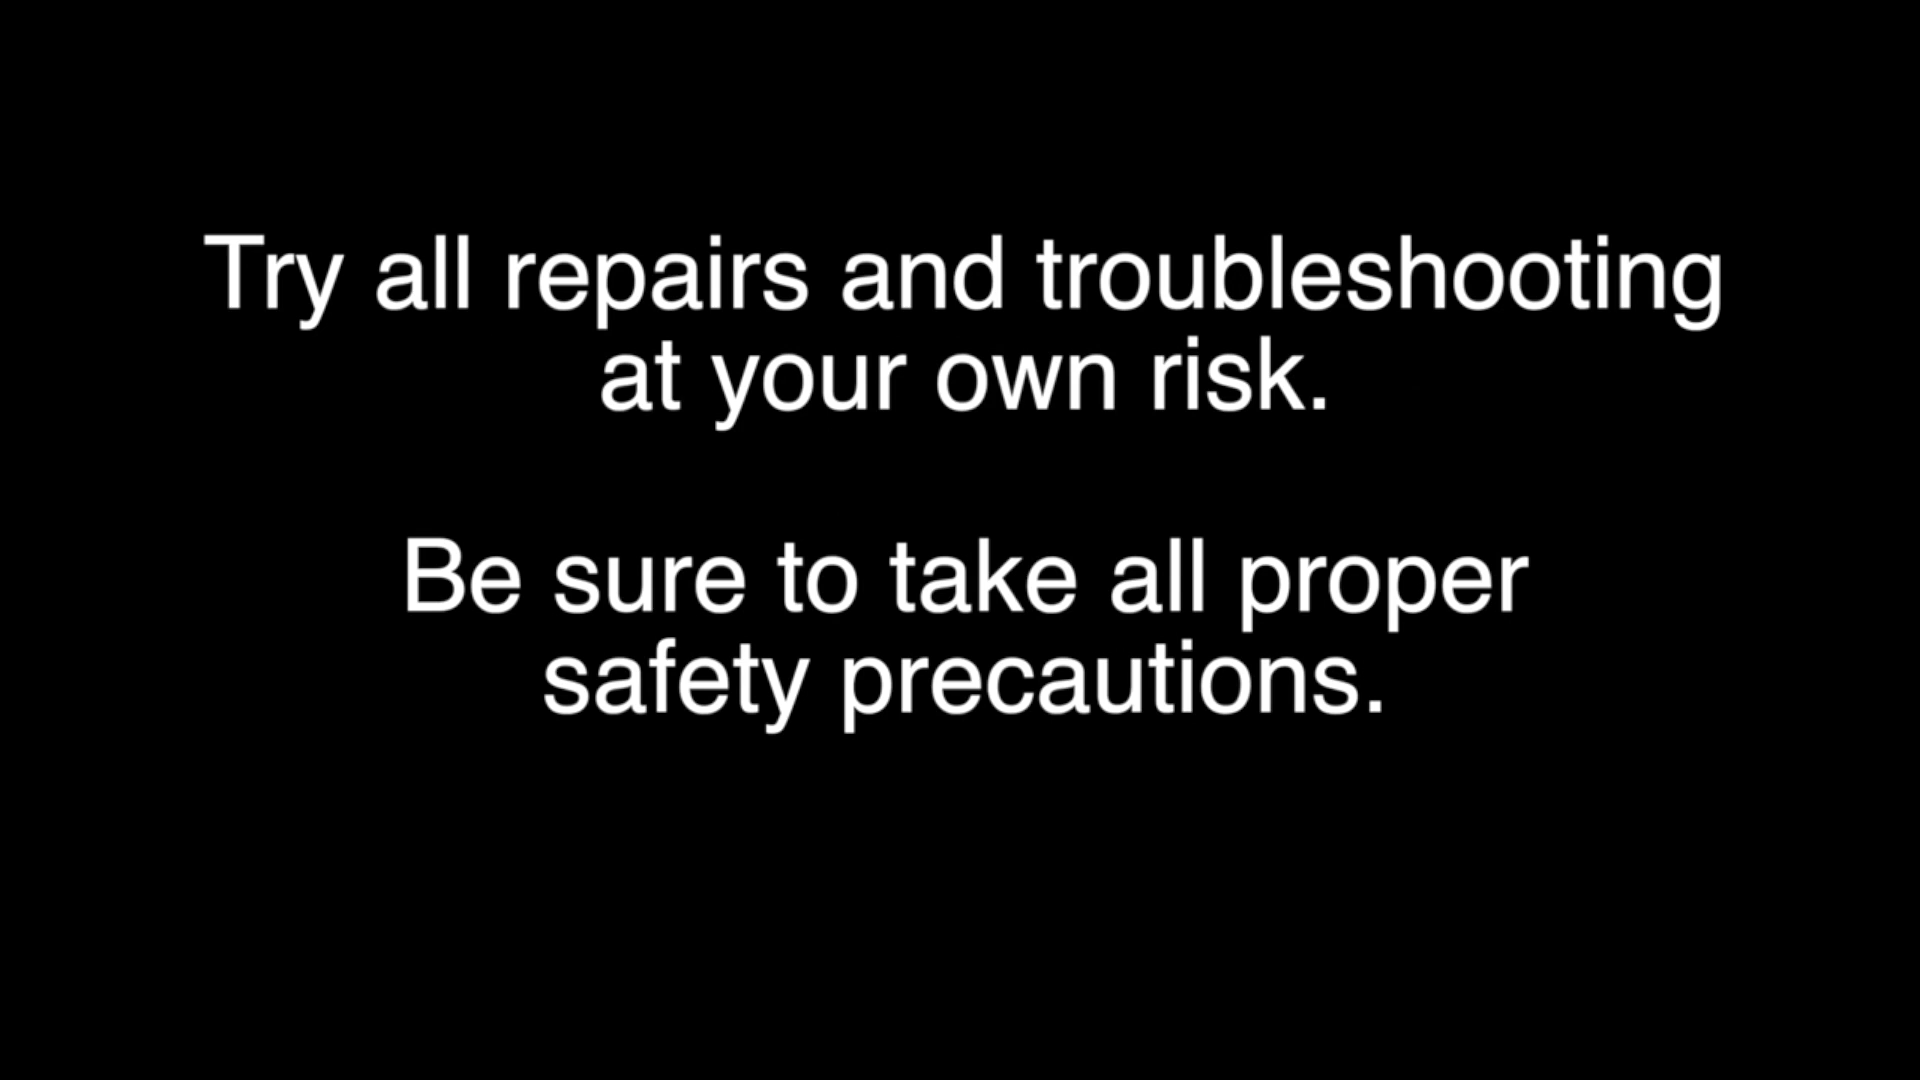 Try all repairs and troubleshooting
at your own risk.
Be sure to take all proper
safety precautions.